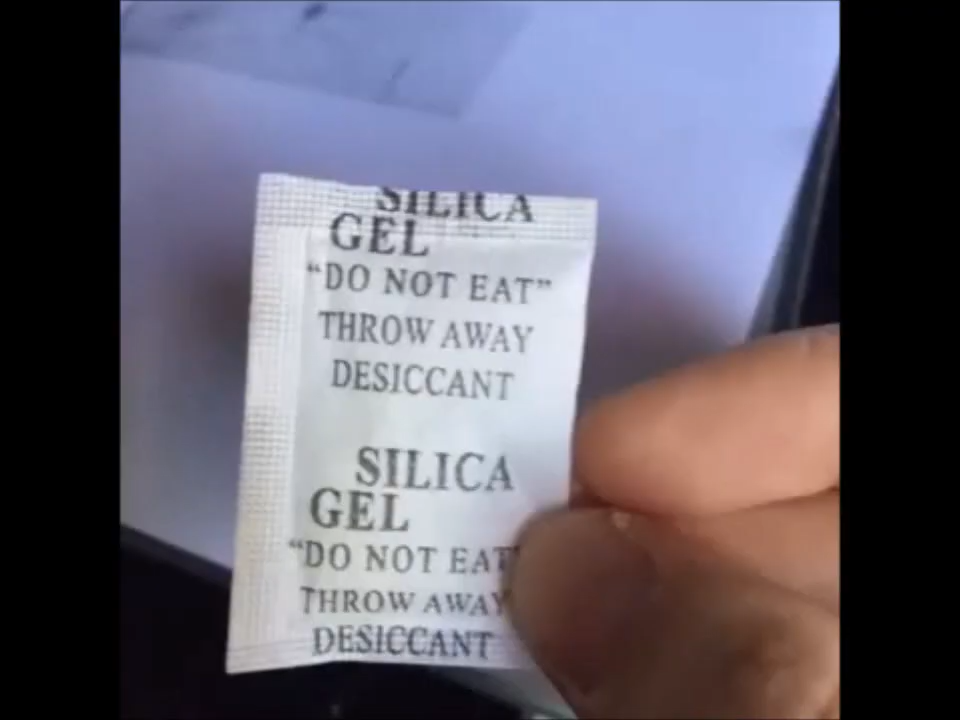 SILICA
GEL
“DO NOT EAT”
THROW AWAY
DESICCANT
SILICA
GEL
“DO NOT EAT”
THROW AWAY
DESICCANT